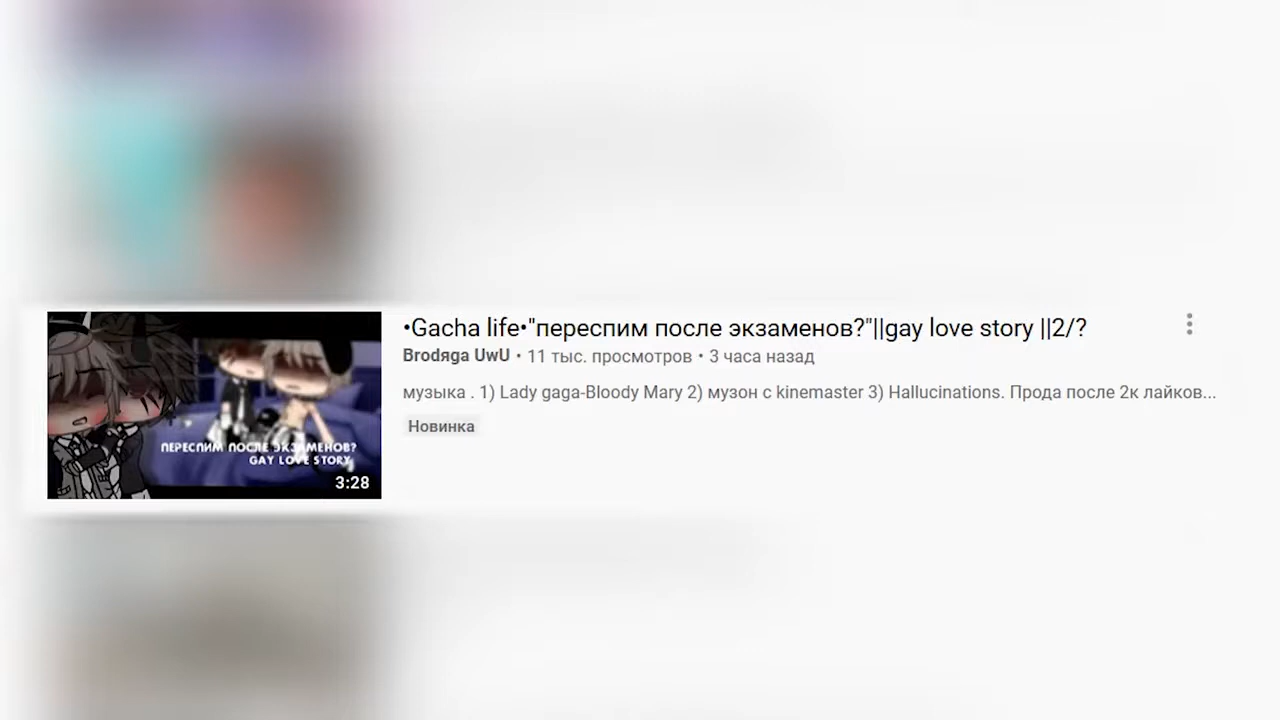 •Gacha life•"переспим после экзаменов?"||gay love story ||2/?
Brodяga UwU • 11 тыс. просмотров • 3 часа назад
музыка . 1) Lady gaga-Bloody Mary 2) музон с kinemaster 3) Hallucinations. Прода после 2к лайков...
Новинка
ПЕРЕСПИМ ПОСЛЕ ЭКЗАМЕНОВ?
GAY LOVE STORY
3:28